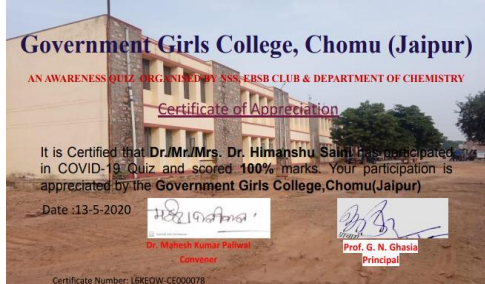 Government Girls College, Chomu (Jaipur)
AN AWARENESS QUIZ ORGANISED BY NSS, EBSB CLUB & DEPARTMENT OF CHEMISTRY
Certificate of Appreciation
It is Certified that Dr./Mr./Mrs. Dr. Himanshu Saini has participated
in COVID-19 Quiz and scored 100% marks. Your participation is
appreciated by the Government Girls College,Chomu(Jaipur)
Date :13-5-2020
Dr. Mahesh Kumar Paliwal
Convener
Prof. G. N. Ghasia
Principal
Certificate Number: L6KEOW-CE000078